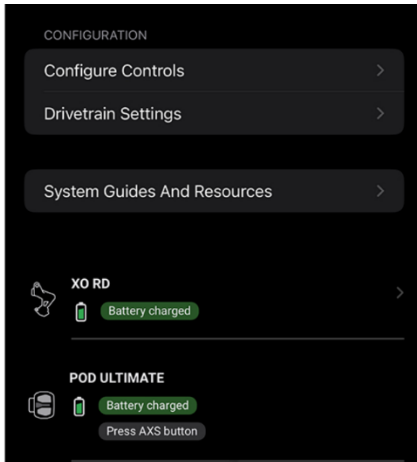 CONFIGURATION
Configure Controls
Drivetrain Settings
System Guides And Resources
XO RD
Battery charged
POD ULTIMATE
Battery charged
Press AXS button